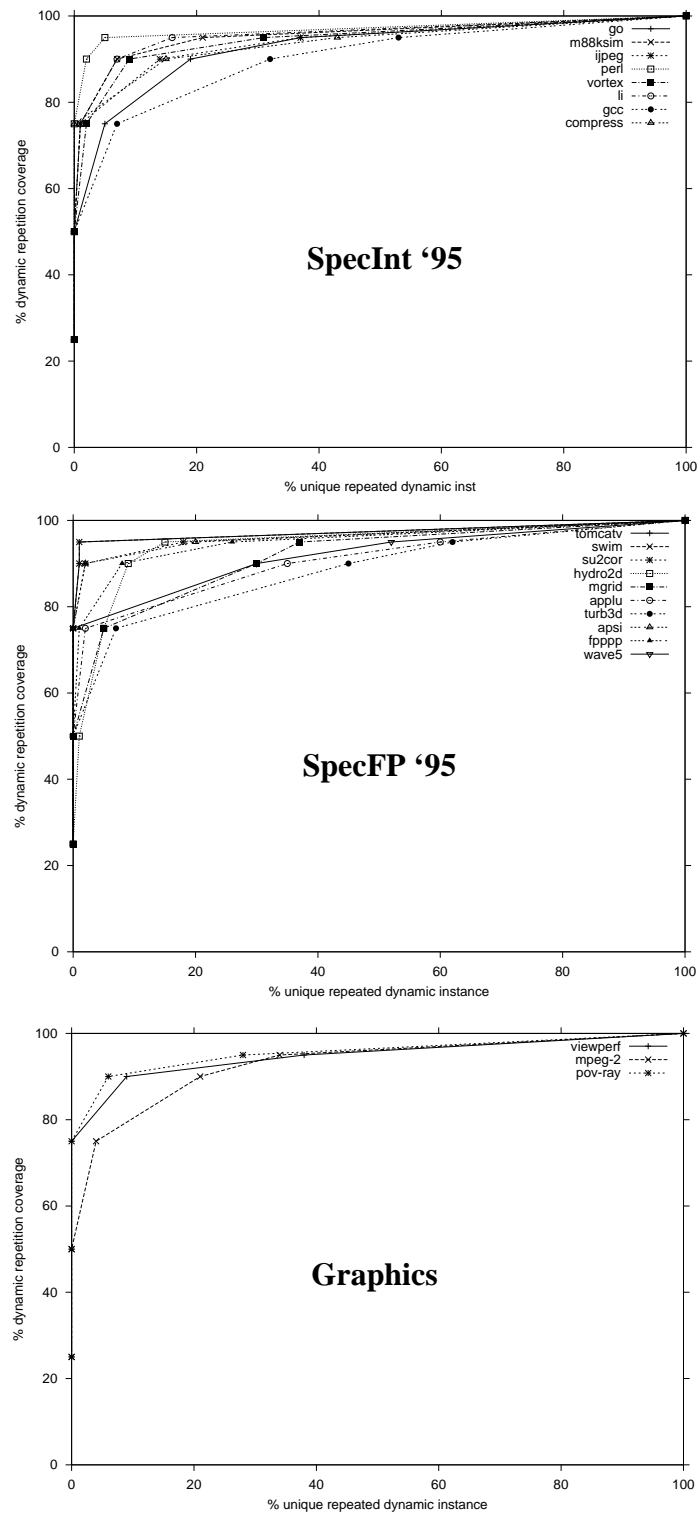 100
80
60
40
20
0
% dynamic repetition coverage
go
m88ksim
ijpeg
perl
vortex
li
gcc
compress
SpecInt ‘95
0 20 40 60 80 100
% unique repeated dynamic inst
100
80
60
40
20
0
% dynamic repetition coverage
tomcatv
swim
su2cor
hydro2d
mgrid
applu
turb3d
apsi
fpppp
wave5
SpecFP ‘95
0 20 40 60 80 100
% unique repeated dynamic instance
100
80
60
40
20
0
% dynamic repetition coverage
viewperf
mpeg-2
pov-ray
Graphics
0 20 40 60 80 100
% unique repeated dynamic instance